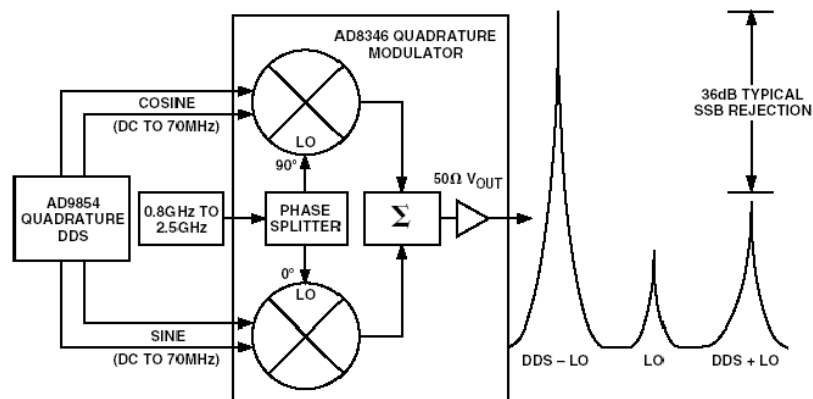 AD8346 QUADRATURE
MODULATOR
COSINE
(DC TO 70MHz)
LO
90°
AD9854
QUADRATURE
DDS
0.8GHz TO
2.5GHz
PHASE
SPLITTER
Σ
50Ω VOUT
0°
LO
SINE
(DC TO 70MHz)
36dB TYPICAL
SSB REJECTION
DDS – LO
LO
DDS + LO